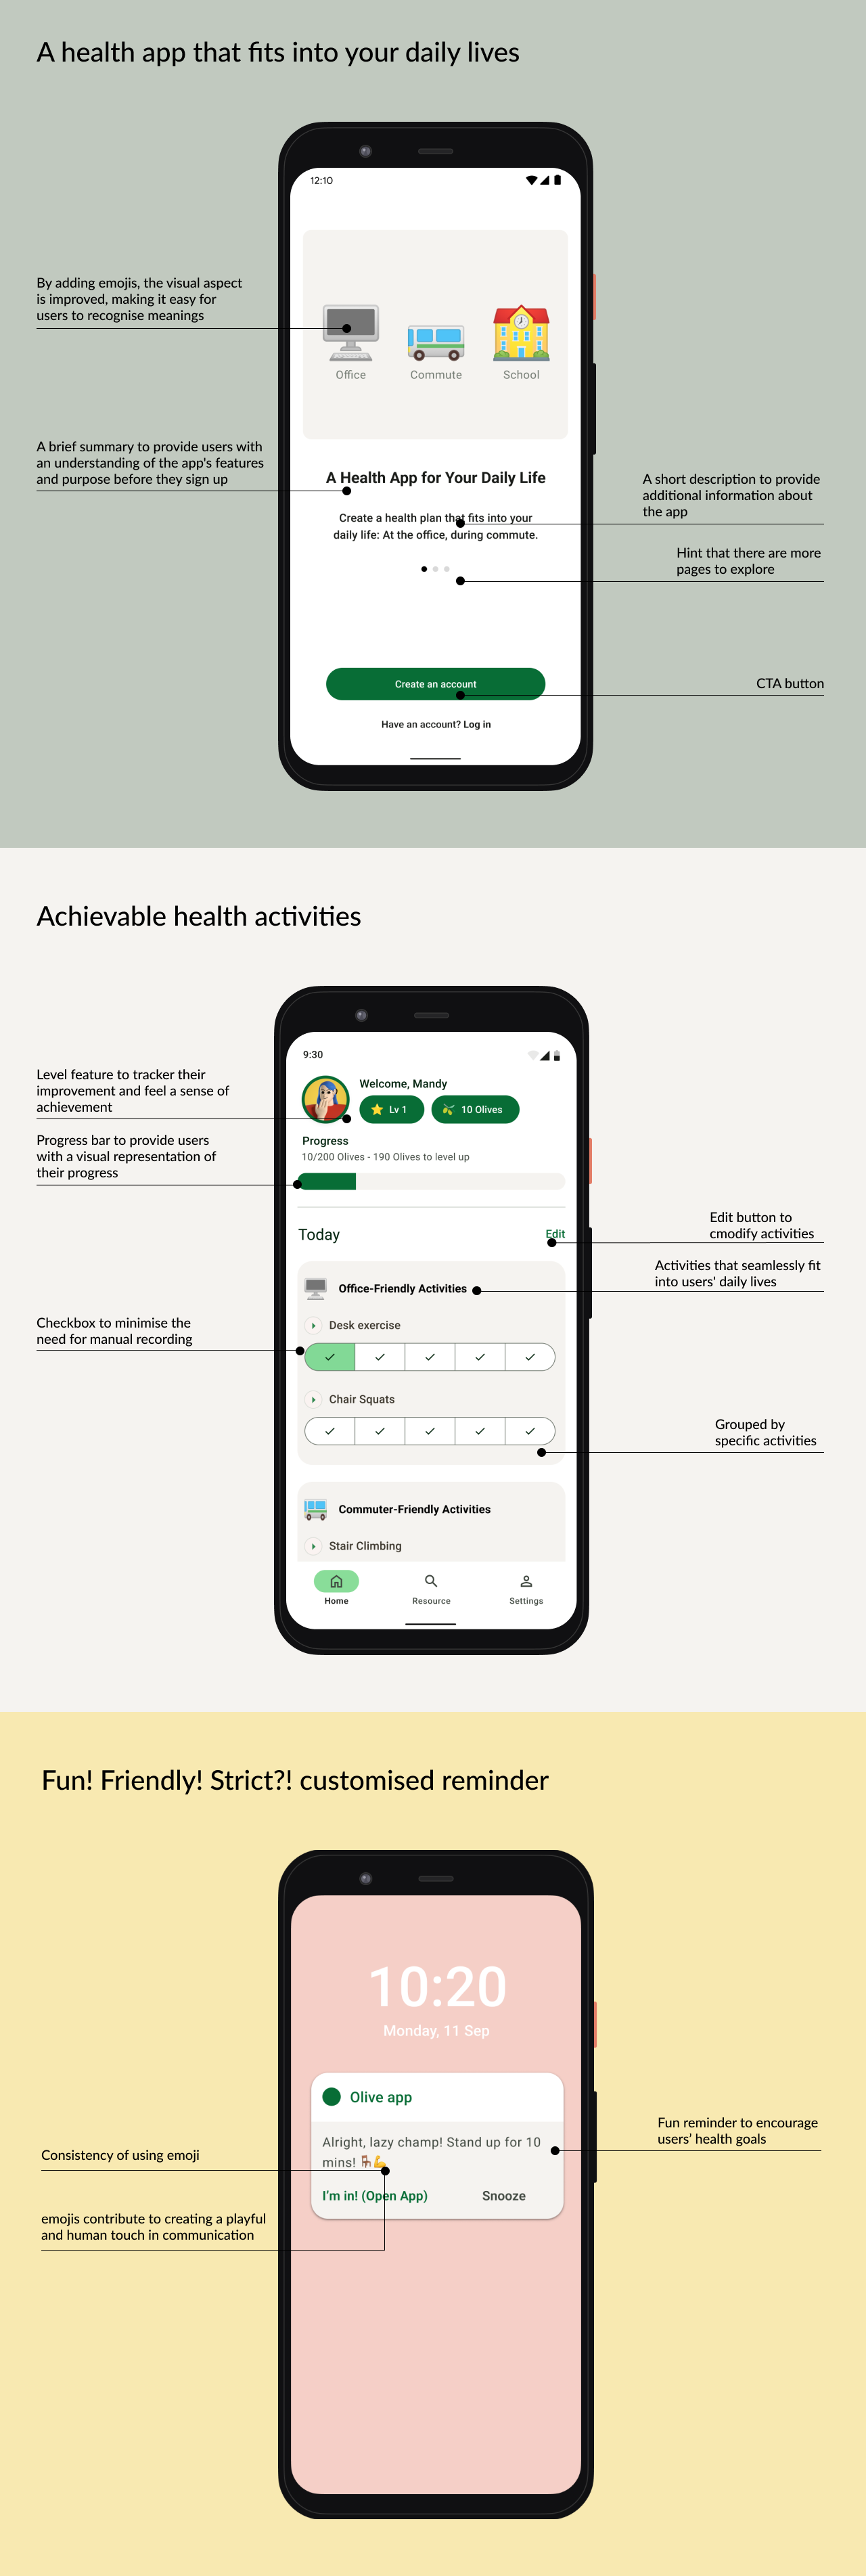 A health app that fits into your daily lives
12:10
By adding emojis, the visual aspect
is improved, making it easy for
users to recognise meanings
Office
Commute
School
A brief summary to provide users with
an understanding of the app's features
and purpose before they sign up
A Health App for Your Daily Life
A short description to provide
additional information about
the app
Create a health plan that fits into your
daily life: At the office, during commute.
Hint that there are more
pages to explore
Create an account
CTA button
Have an account? Log in
Achievable health activities
9:30
Level feature to tracker their
improvement and feel a sense of
achievement
Welcome, Mandy
Lv 1
10 Olives
Progress bar to provide users
with a visual representation of
their progress
Progress
10/200 Olives - 190 Olives to level up
Today
Edit
Edit button to
cmodify activities
Office-Friendly Activities
Activities that seamlessly fit
into users' daily lives
Checkbox to minimise the
need for manual recording
Desk exercise
Chair Squats
Grouped by
specific activities
Commuter-Friendly Activities
Stair Climbing
Home
Resource
Settings
Fun! Friendly! Strict?! customised reminder
10:20
Monday, 11 Sep
Olive app
Alright, lazy champ! Stand up for 10
mins! 🪑💪
I'm in! (Open App)
Snooze
Fun reminder to encourage
users' health goals
Consistency of using emoji
emojis contribute to creating a playful
and human touch in communication